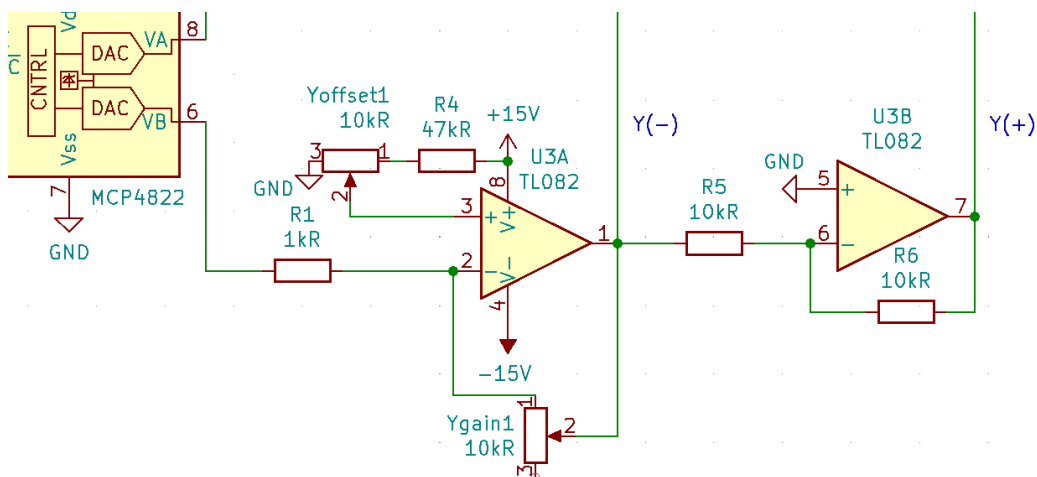 Vd
8
VA
DAC
CNTRL
DAC
6
VB
Vss
7
MCP4822
GND
Yoffset1
10kR
3
1
2
GND
R4
47kR
+15V
8
U3A
TL082
R1
1kR
3
+
V+
2
−
V-
1
4
−15V
Ygain1
10kR
1
2
3
Y(-)
R5
10kR
GND
U3B
TL082
5
+
6
−
7
R6
10kR
Y(+)